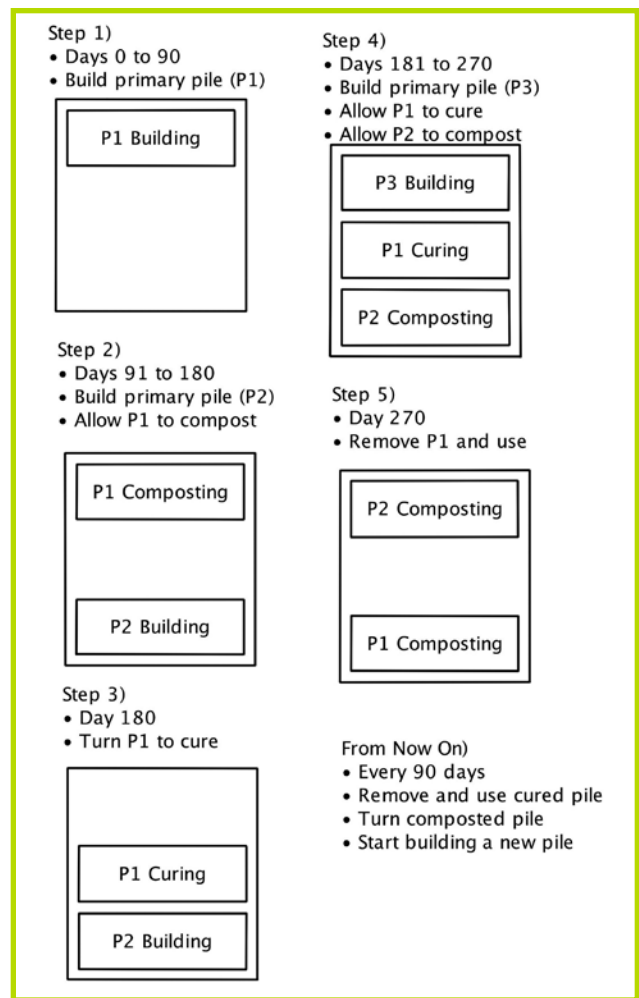 Step 1)
• Days 0 to 90
• Build primary pile (P1)
P1 Building
Step 2)
• Days 91 to 180
• Build primary pile (P2)
• Allow P1 to compost
P1 Composting
P2 Building
Step 3)
• Day 180
• Turn P1 to cure
P1 Curing
P2 Building
Step 4)
• Days 181 to 270
• Build primary pile (P3)
• Allow P1 to cure
• Allow P2 to compost
P3 Building
P1 Curing
P2 Composting
Step 5)
• Day 270
• Remove P1 and use
P2 Composting
P1 Composting
From Now On)
• Every 90 days
• Remove and use cured pile
• Turn composted pile
• Start building a new pile